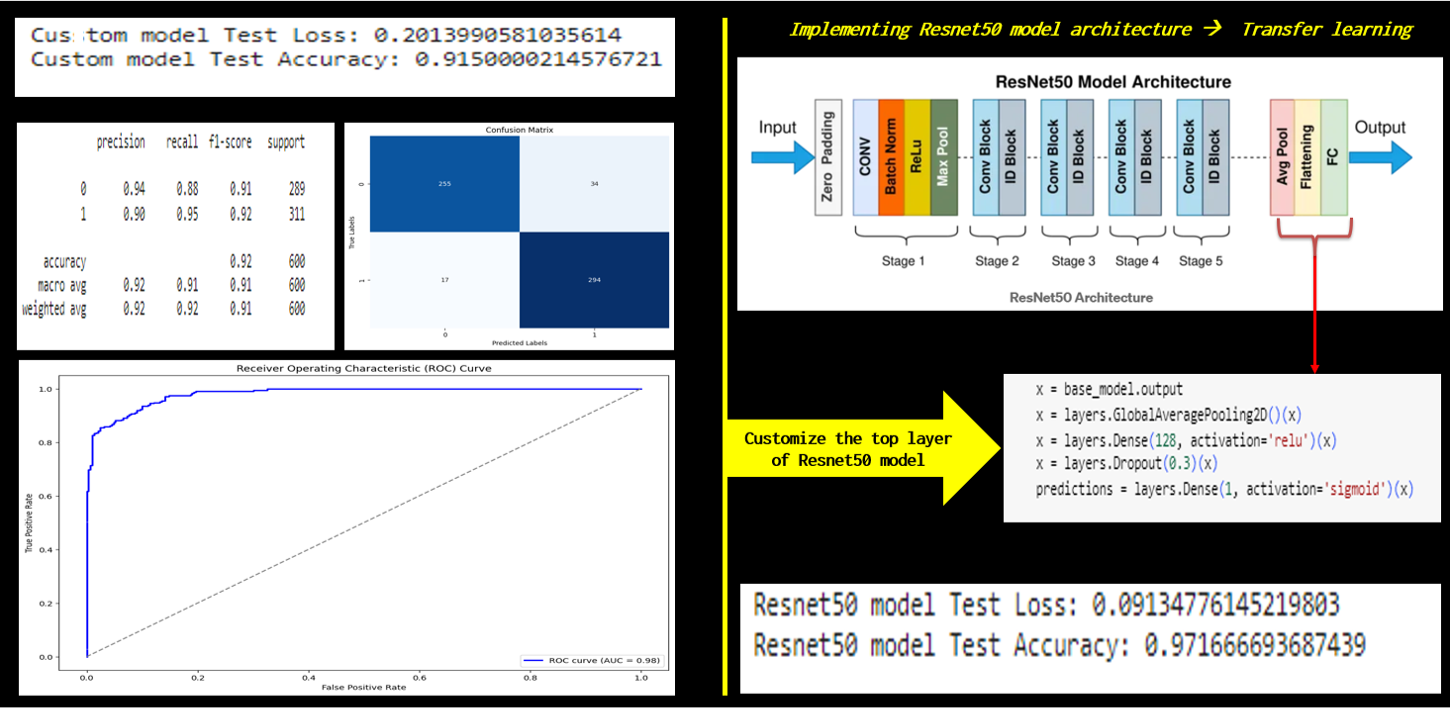 Custom model Test Loss: 0.2013990581035614
Custom model Test Accuracy: 0.9150000214576721
precision recall f1-score support
0 0.94 0.88 0.91 289
1 0.90 0.95 0.92 311
accuracy 0.92 600
macro avg 0.92 0.91 0.91 600
weighted avg 0.92 0.92 0.91 600
Confusion Matrix
True Labels
0
1
255 34
17 294
0 1
Predicted Labels
Receiver Operating Characteristic (ROC) Curve
True Positive Rate
1.0
0.8
0.6
0.4
0.2
0.0
ROC curve (AUC = 0.98)
0.0 0.2 0.4 0.6 0.8 1.0
False Positive Rate
Implementing Resnet50 model architecture → Transfer learning
ResNet50 Model Architecture
Input
Zero Padding
CONV
Batch Norm
ReLu
Max Pool
Conv Block
ID Block
Conv Block
ID Block
Conv Block
ID Block
Conv Block
ID Block
Avg Pool
Flattening
FC
Output
Stage 1 Stage 2 Stage 3 Stage 4 Stage 5
ResNet50 Architecture
Customize the top layer
of Resnet50 model
x = base_model.output
x = layers.GlobalAveragePooling2D()(x)
x = layers.Dense(128, activation='relu')(x)
x = layers.Dropout(0.3)(x)
predictions = layers.Dense(1, activation='sigmoid')(x)
Resnet50 model Test Loss: 0.09134776145219803
Resnet50 model Test Accuracy: 0.971666693687439